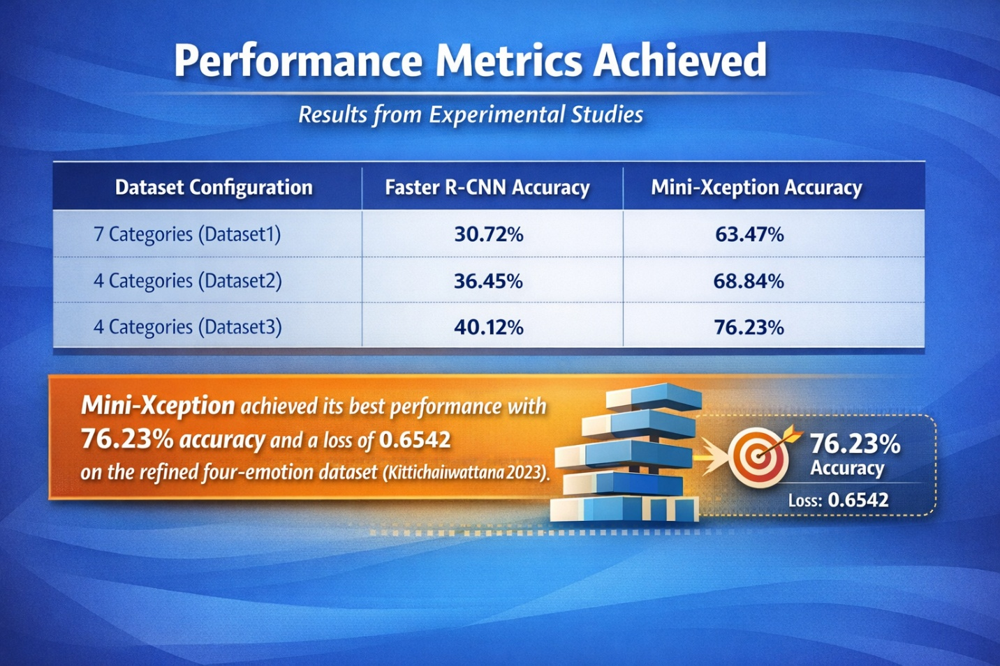 Performance Metrics Achieved
Results from Experimental Studies
Dataset Configuration Faster R-CNN Accuracy Mini-Xception Accuracy
7 Categories (Dataset1) 30.72% 63.47%
4 Categories (Dataset2) 36.45% 68.84%
4 Categories (Dataset3) 40.12% 76.23%
Mini-Xception achieved its best performance with
76.23% accuracy and a loss of 0.6542
on the refined four-emotion dataset (Kittichaiwattana 2023).
76.23%
Accuracy
Loss: 0.6542